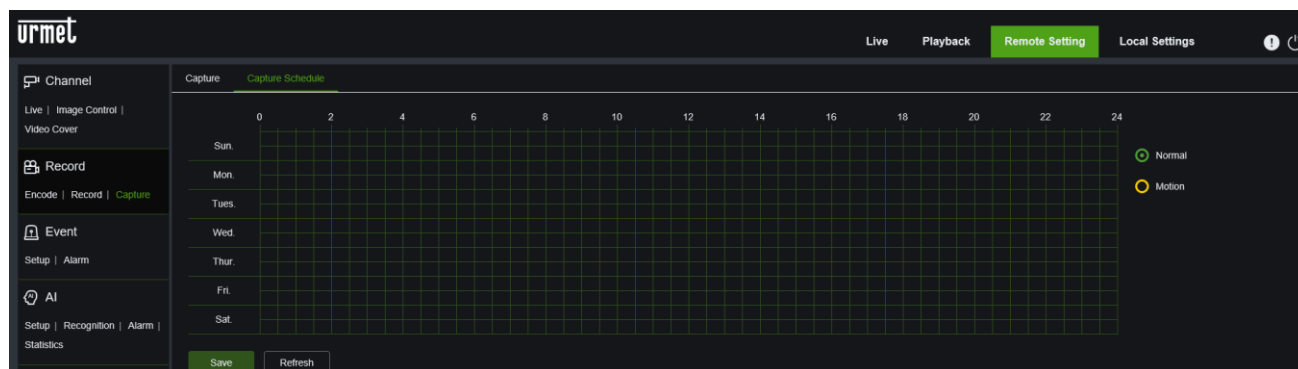 urmet
Live Playback Remote Setting Local Settings
Channel
Live | Image Control |
Video Cover
Record
Encode | Record | Capture
Event
Setup | Alarm
AI
Setup | Recognition | Alarm |
Statistics
Capture Capture Schedule
0 2 4 6 8 10 12 14 16 18 20 22 24
Sun.
Mon.
Tues.
Wed.
Thur.
Fri.
Sat.
Normal
Motion
Save Refresh